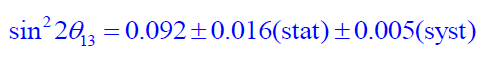 sin²2θ₁₃ = 0.092 ± 0.016(stat) ± 0.005(syst)